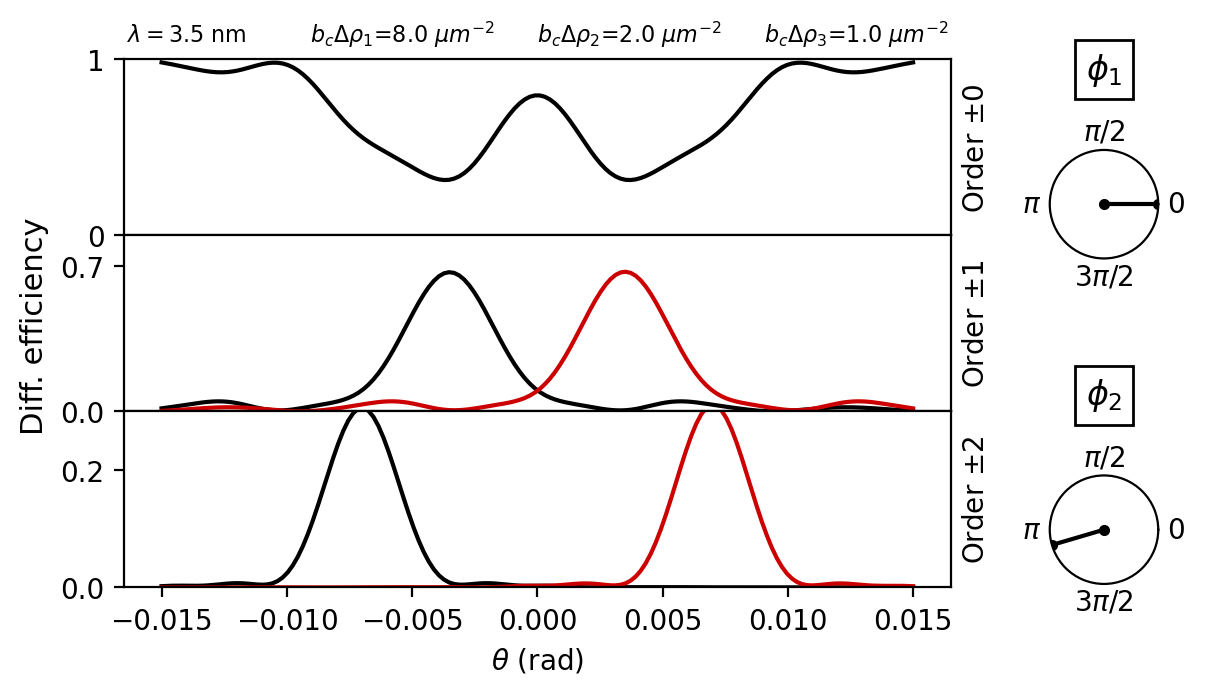 λ = 3.5 nm b_cΔρ_1=8.0 μm^−2 b_cΔρ_2=2.0 μm^−2 b_cΔρ_3=1.0 μm^−2
1
0
Order ±0
0.7
0.0
Order ±1
0.2
0.0
Order ±2
Diff. efficiency
−0.015 −0.010 −0.005 0.000 0.005 0.010 0.015
θ (rad)
ϕ_1
π/2
π 0
3π/2
ϕ_2
π/2
π 0
3π/2